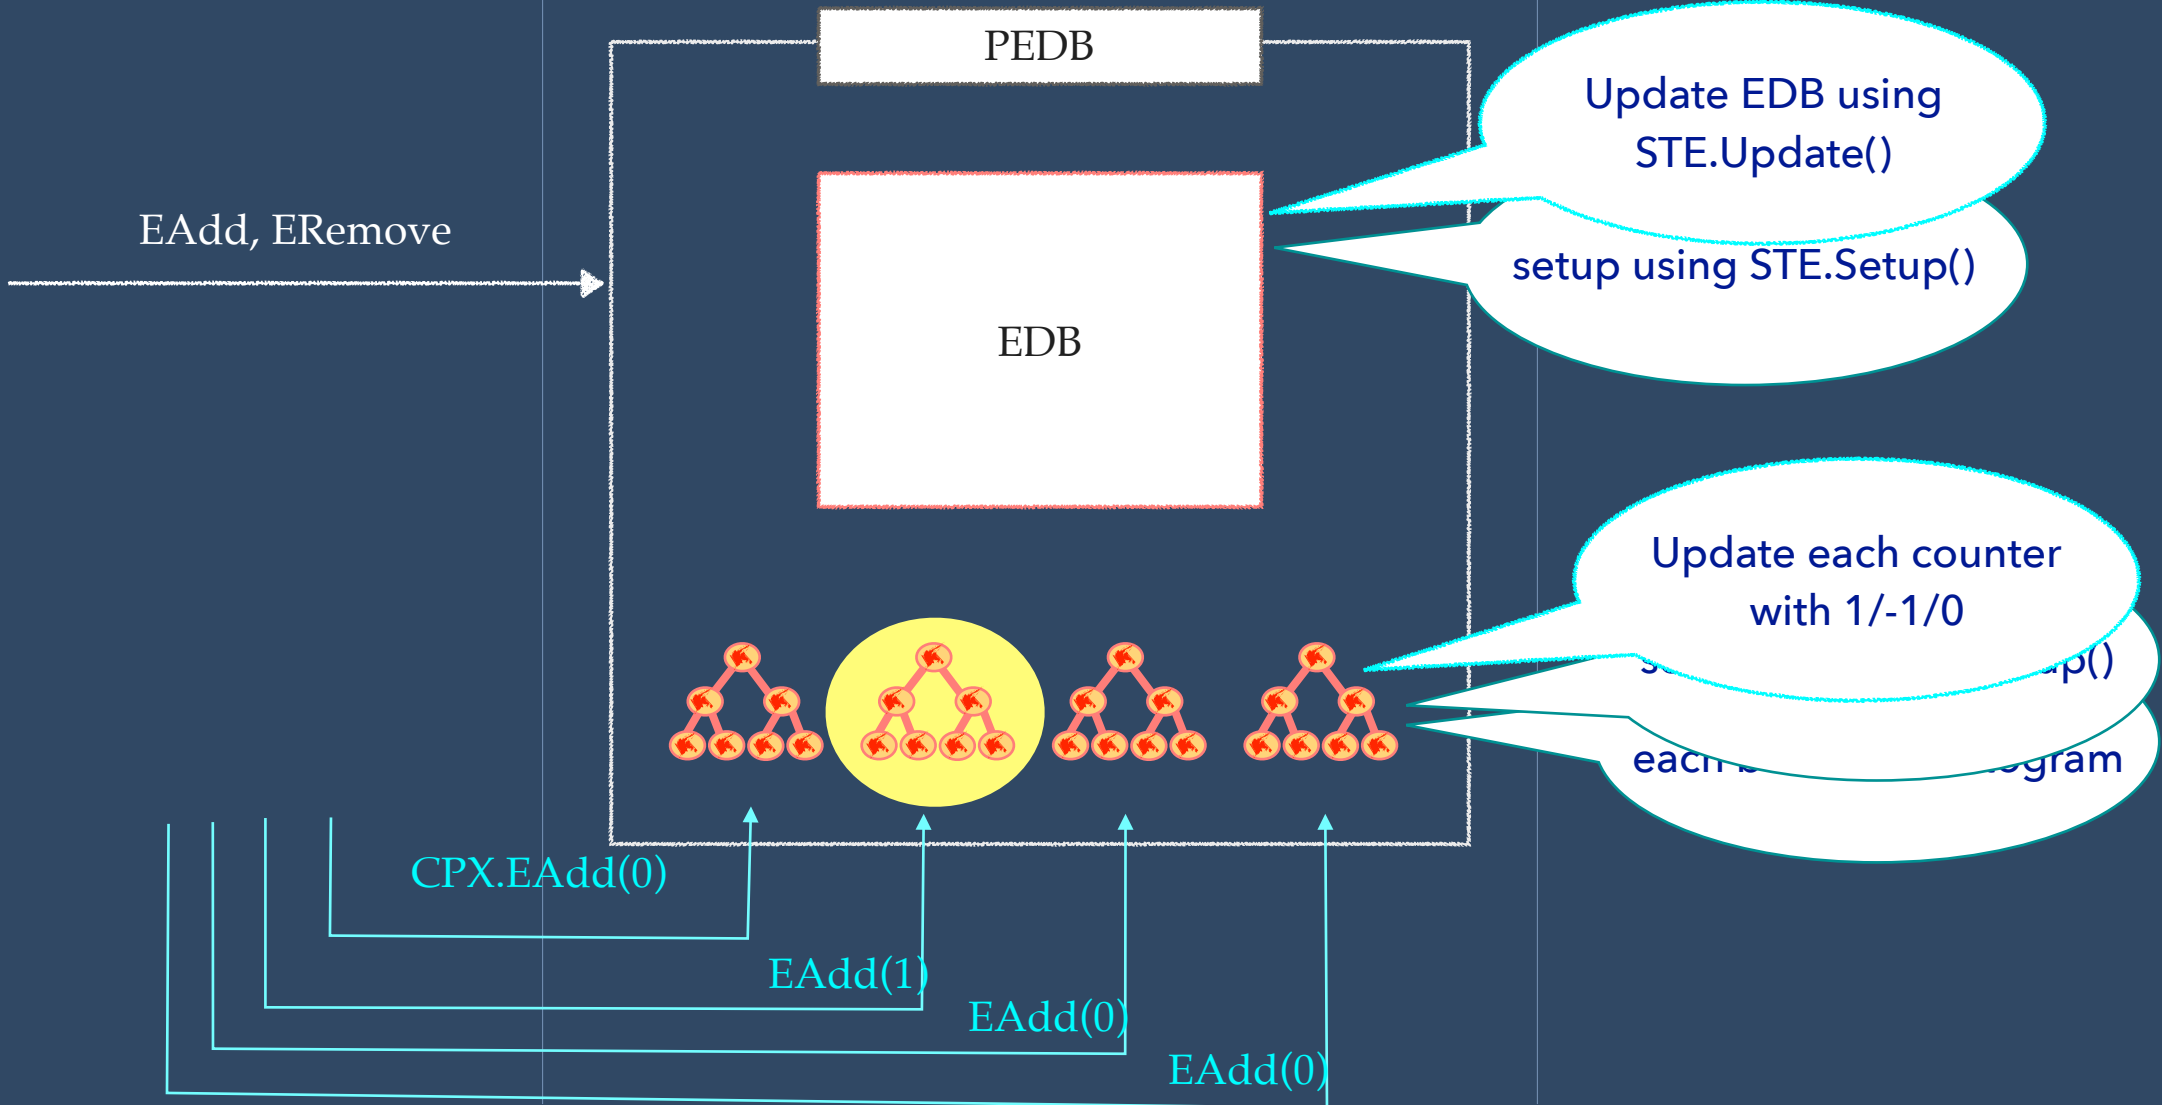 PEDB
Update EDB using
STE.Update()
EAdd, ERemove
setup using STE.Setup()
EDB
Update each counter
with 1/-1/0
each
CPX.EAdd(0)
EAdd(1)
EAdd(0)
EAdd(0)